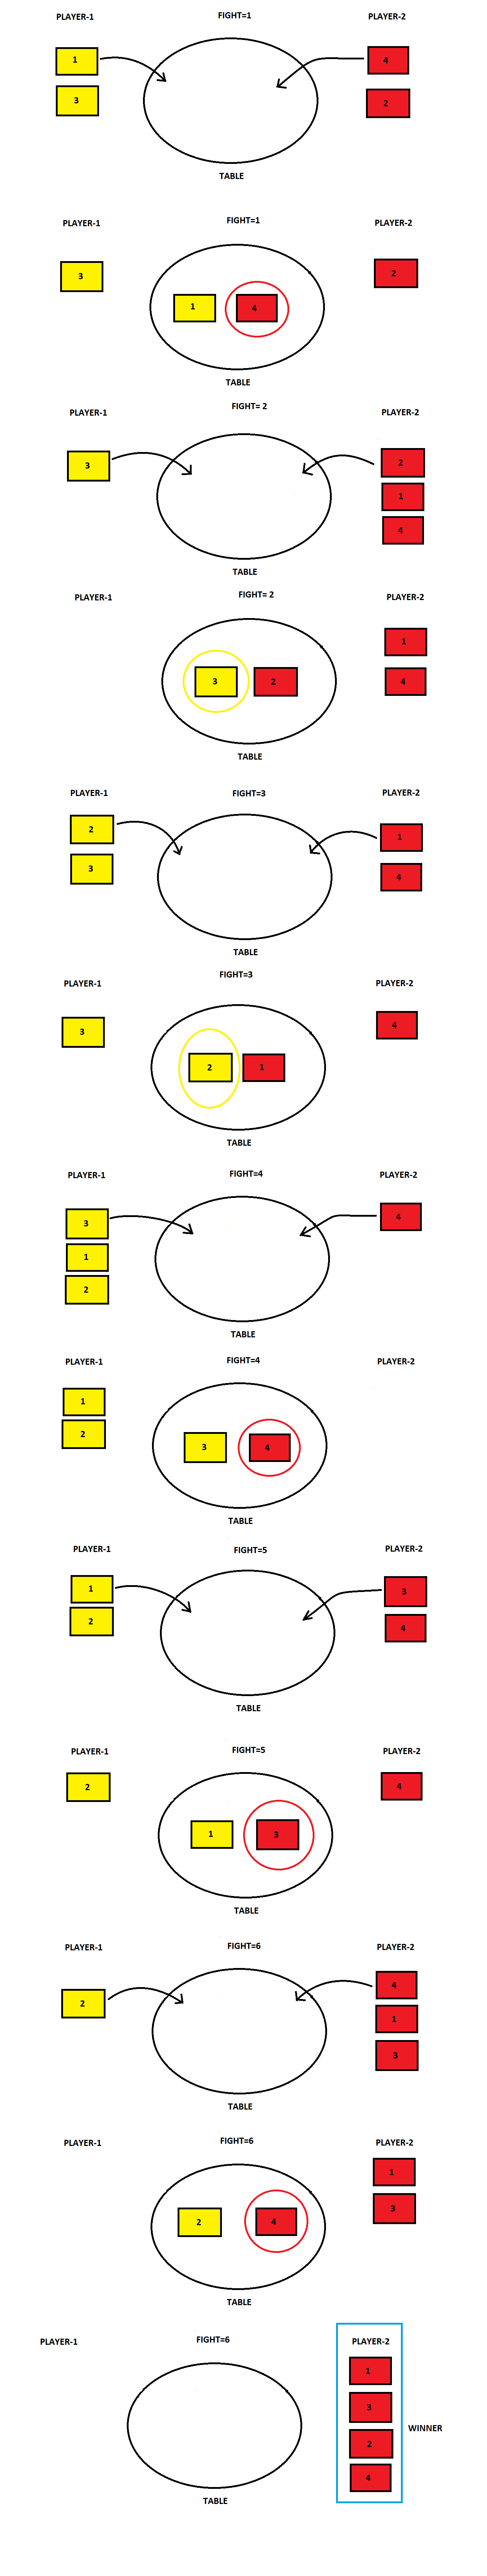 PLAYER-1 FIGHT=1 PLAYER-2
1 4
3 2
TABLE
PLAYER-1 FIGHT=1 PLAYER-2
3 2
1 4
TABLE
PLAYER-1 FIGHT= 2 PLAYER-2
3 2
1
4
TABLE
PLAYER-1 FIGHT= 2 PLAYER-2
1
3 2 4
TABLE
PLAYER-1 FIGHT=3 PLAYER-2
2 1
3 4
TABLE
PLAYER-1 FIGHT=3 PLAYER-2
3 4
2 1
TABLE
PLAYER-1 FIGHT=4 PLAYER-2
3 4
1
2
TABLE
PLAYER-1 FIGHT=4 PLAYER-2
1
2
3 4
TABLE
PLAYER-1 FIGHT=5 PLAYER-2
1 3
2 4
TABLE
PLAYER-1 FIGHT=5 PLAYER-2
2 4
1 3
TABLE
PLAYER-1 FIGHT=6 PLAYER-2
2 4
1
3
TABLE
PLAYER-1 FIGHT=6 PLAYER-2
1
3
2 4
TABLE
PLAYER-1 FIGHT=6 PLAYER-2
1
3
WINNER
2
4
TABLE